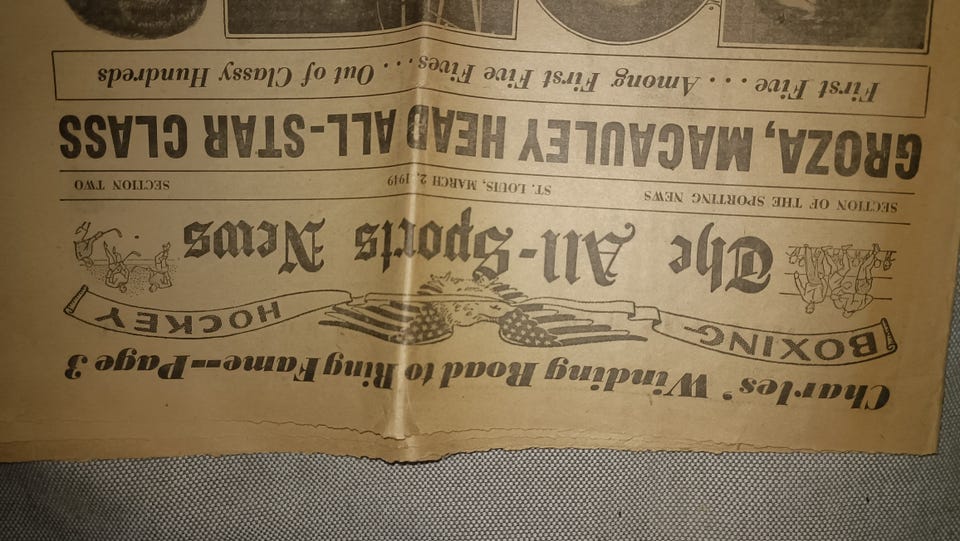 Charles' Winding Road to Ring Fame--Page 3
BOXING HOCKEY
The All-Sports News
SECTION OF THE SPORTING NEWS ST. LOUIS, MARCH 2, 1949 SECTION TWO
GROZA, MACAULEY HEAD ALL-STAR CLASS
First Five .... Among First Five Fives.... Out of Classy Hundreds